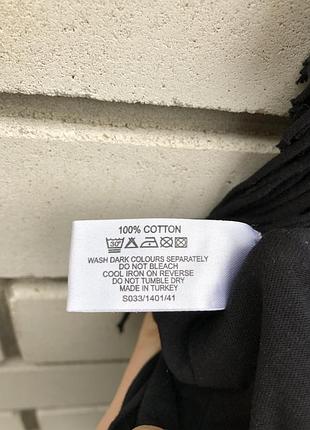 100% COTTON
30°
WASH DARK COLOURS SEPARATELY
DO NOT BLEACH
COOL IRON ON REVERSE
DO NOT TUMBLE DRY
MADE IN TURKEY
S033/1401/41